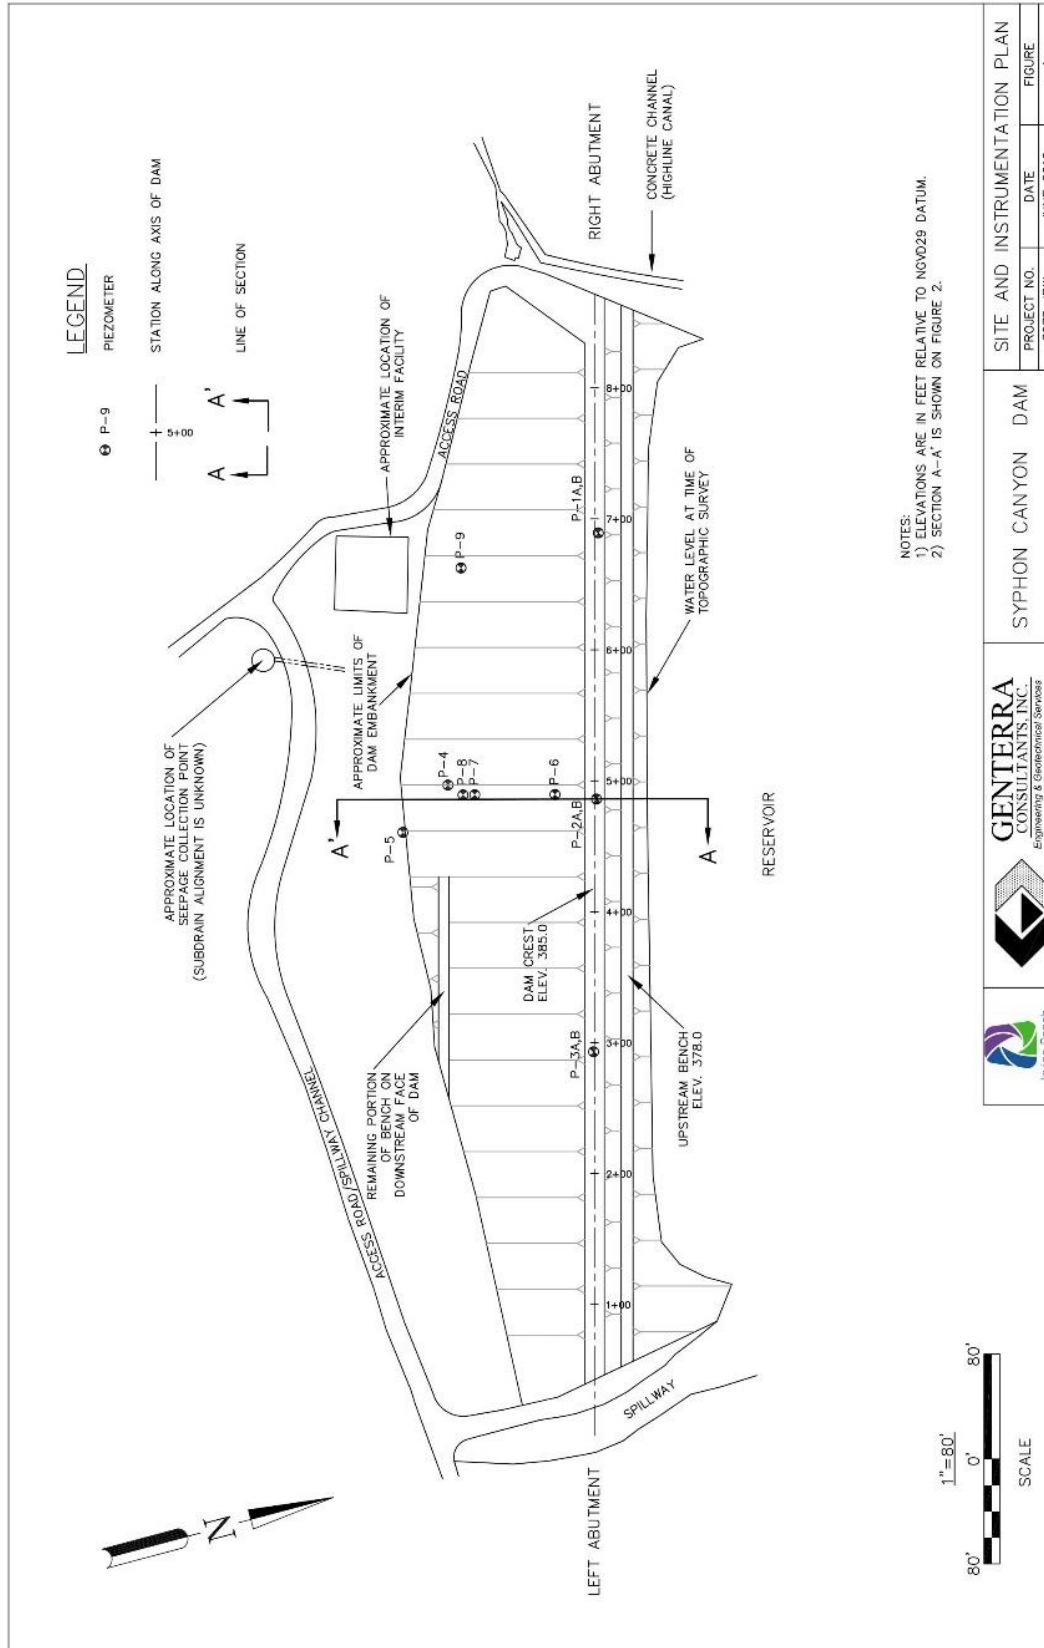 LEGEND
P-9
PIEZOMETER
5+00
STATION ALONG AXIS OF DAM
A
A'
LINE OF SECTION
APPROXIMATE LOCATION OF
SEEPAGE COLLECTION POINT
(SUBDRAIN ALIGNMENT IS UNKNOWN)
APPROXIMATE LOCATION OF
INTERIM FACILITY
ACCESS ROAD
ACCESS ROAD/SPILLWAY CHANNEL
APPROXIMATE LIMITS OF
DAM EMBANKMENT
REMAINING PORTION
OF BENCH ON
DOWNSTREAM FACE
OF DAM
A'
P-5
P-4
P-8
P-7
P-6
P-9
DAM CREST
ELEV. 385.0
P-3A,B
P-2A,B
P-1A,B
LEFT ABUTMENT
RIGHT ABUTMENT
1+00
2+00
3+00
4+00
5+00
6+00
7+00
8+00
SPILLWAY
UPSTREAM BENCH
ELEV. 378.0
A
WATER LEVEL AT TIME OF
TOPOGRAPHIC SURVEY
CONCRETE CHANNEL
(HIGHLINE CANAL)
RESERVOIR
N
NOTES:
1) ELEVATIONS ARE IN FEET RELATIVE TO NGVD29 DATUM.
2) SECTION A-A' IS SHOWN ON FIGURE 2.
1"=80'
80'
0'
80'
SCALE
GENTERRA
CONSULTANTS, INC.
Engineering & Geotechnical Services
SYPHON CANYON DAM
SITE AND INSTRUMENTATION PLAN
PROJECT NO.
DATE
FIGURE